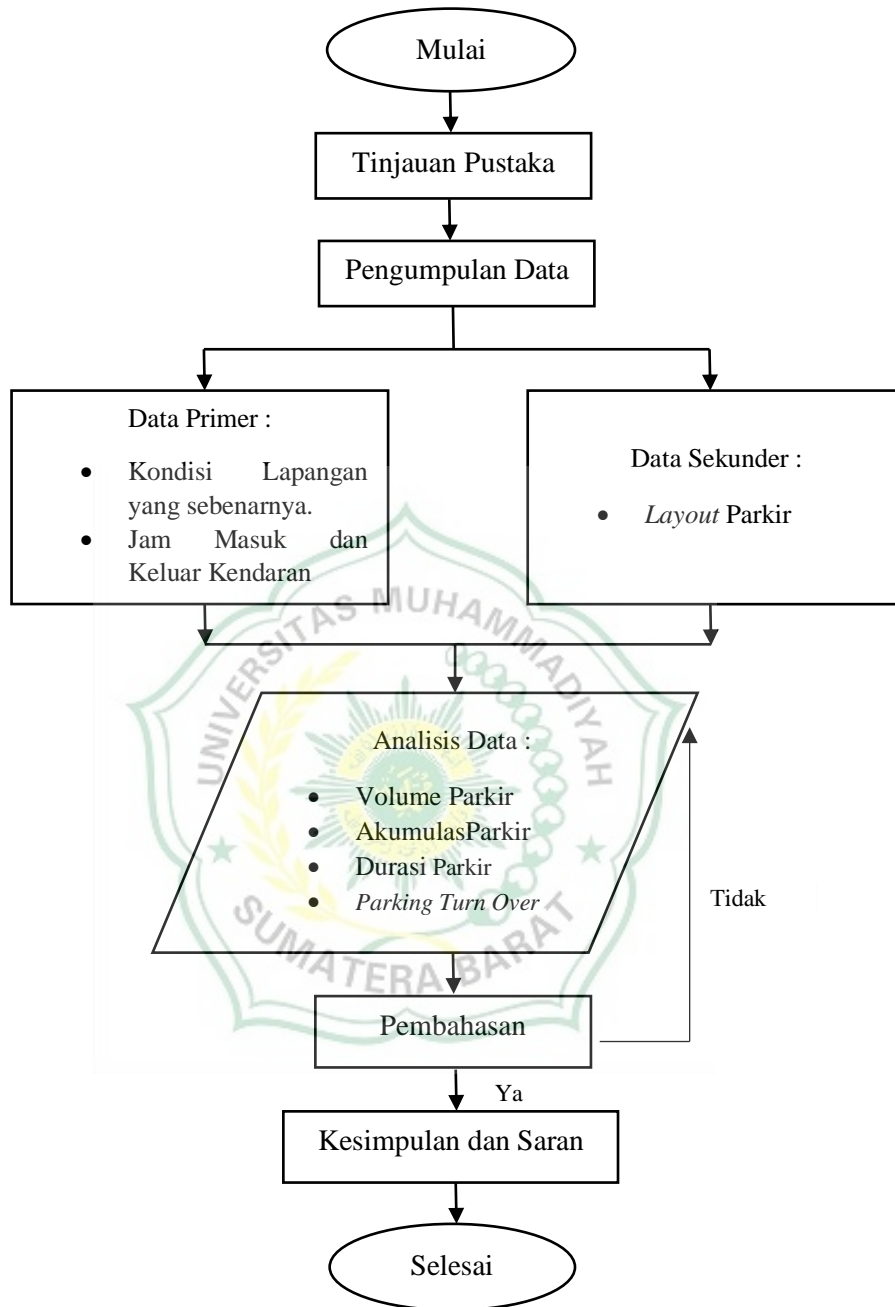 Mulai
Tinjauan Pustaka
Pengumpulan Data
Data Primer :
• Kondisi Lapangan
yang sebenarnya.
• Jam Masuk dan
Keluar Kendaran
Data Sekunder :
• Layout Parkir
UNIVERSITAS MUHAMMADIYAH
SUMATERA BARAT
Analisis Data :
• Volume Parkir
• AkumulasParkir
• Durasi Parkir
• Parking Turn Over
Tidak
Pembahasan
Ya
Kesimpulan dan Saran
Selesai